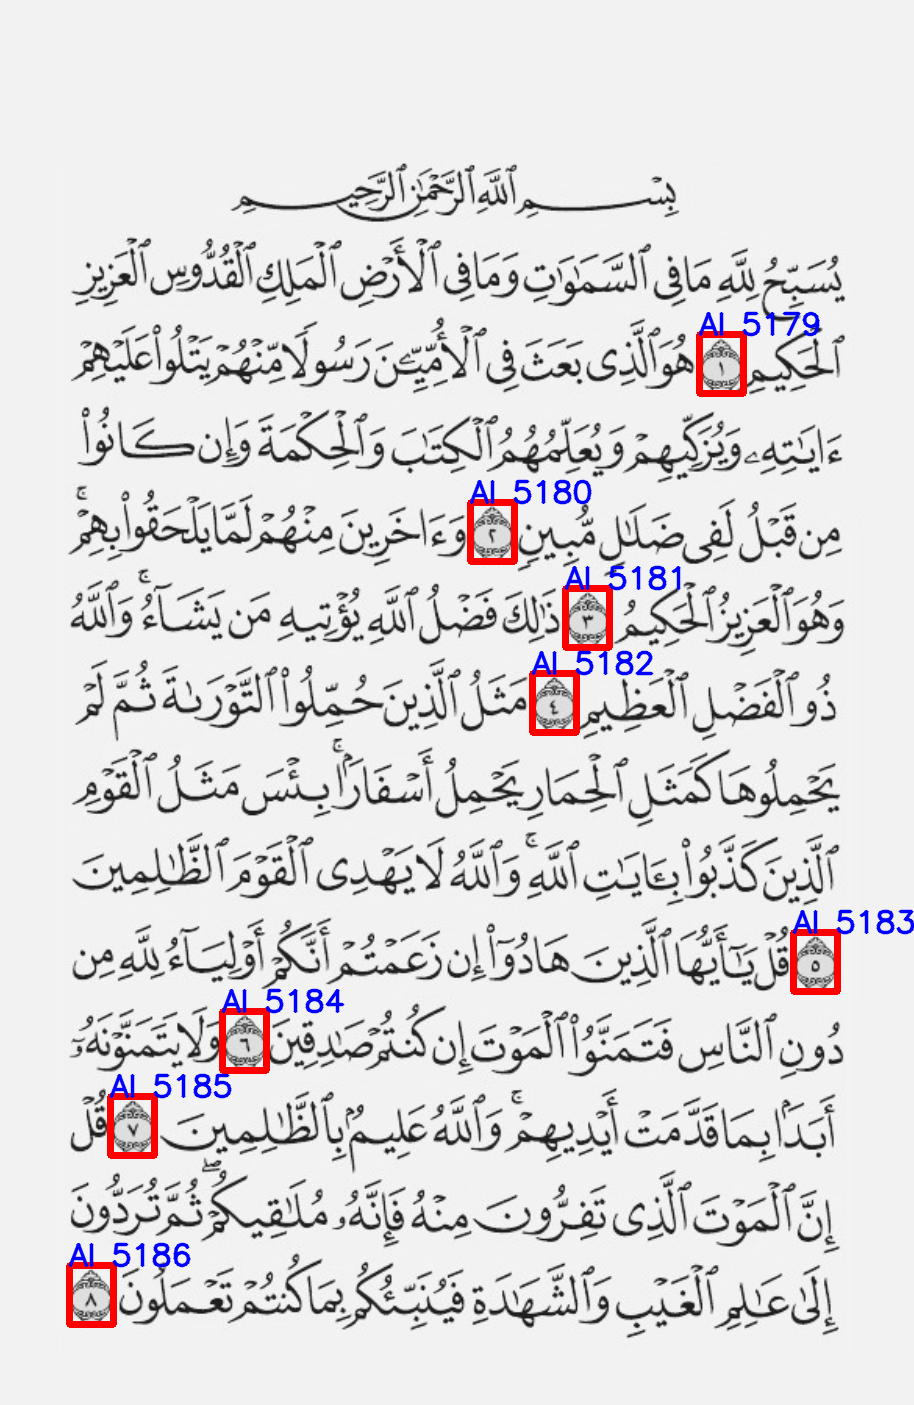 بِسْمِ ٱللَّهِ ٱلرَّحْمَٰنِ ٱلرَّحِيمِ
يُسَبِّحُ لِلَّهِ مَا فِى ٱلسَّمَٰوَٰتِ وَمَا فِى ٱلْأَرْضِ ٱلْمَلِكِ ٱلْقُدُّوسِ ٱلْعَزِيزِ
AI 5179
ٱلْحَكِيمِ ١ هُوَ ٱلَّذِى بَعَثَ فِى ٱلْأُمِّيِّۦنَ رَسُولًا مِّنْهُمْ يَتْلُوا۟ عَلَيْهِمْ
ءَايَٰتِهِۦ وَيُزَكِّيهِمْ وَيُعَلِّمُهُمُ ٱلْكِتَٰبَ وَٱلْحِكْمَةَ وَإِن كَانُوا۟
AI 5180
مِن قَبْلُ لَفِى ضَلَٰلٍ مُّبِينٍ ٢ وَءَاخَرِينَ مِنْهُمْ لَمَّا يَلْحَقُوا۟ بِهِمْ ۚ
AI 5181
وَهُوَ ٱلْعَزِيزُ ٱلْحَكِيمُ ٣ ذَٰلِكَ فَضْلُ ٱللَّهِ يُؤْتِيهِ مَن يَشَآءُ ۚ وَٱللَّهُ
AI 5182
ذُو ٱلْفَضْلِ ٱلْعَظِيمِ ٤ مَثَلُ ٱلَّذِينَ حُمِّلُوا۟ ٱلتَّوْرَىٰةَ ثُمَّ لَمْ
يَحْمِلُوهَا كَمَثَلِ ٱلْحِمَارِ يَحْمِلُ أَسْفَارًۢا ۚ بِئْسَ مَثَلُ ٱلْقَوْمِ
ٱلَّذِينَ كَذَّبُوا۟ بِـَٔايَٰتِ ٱللَّهِ ۚ وَٱللَّهُ لَا يَهْدِى ٱلْقَوْمَ ٱلظَّٰلِمِينَ
AI 5183
٥ قُلْ يَٰٓأَيُّهَا ٱلَّذِينَ هَادُوٓا۟ إِن زَعَمْتُمْ أَنَّكُمْ أَوْلِيَآءُ لِلَّهِ مِن
AI 5184
دُونِ ٱلنَّاسِ فَتَمَنَّوُا۟ ٱلْمَوْتَ إِن كُنتُمْ صَٰدِقِينَ ٦ وَلَا يَتَمَنَّوْنَهُۥٓ
AI 5185
أَبَدًۢا بِمَا قَدَّمَتْ أَيْدِيهِمْ ۚ وَٱللَّهُ عَلِيمٌۢ بِٱلظَّٰلِمِينَ ٧ قُلْ
إِنَّ ٱلْمَوْتَ ٱلَّذِى تَفِرُّونَ مِنْهُ فَإِنَّهُۥ مُلَٰقِيكُمْ ۖ ثُمَّ تُرَدُّونَ
AI 5186
إِلَىٰ عَٰلِمِ ٱلْغَيْبِ وَٱلشَّهَٰدَةِ فَيُنَبِّئُكُم بِمَا كُنتُمْ تَعْمَلُونَ ٨